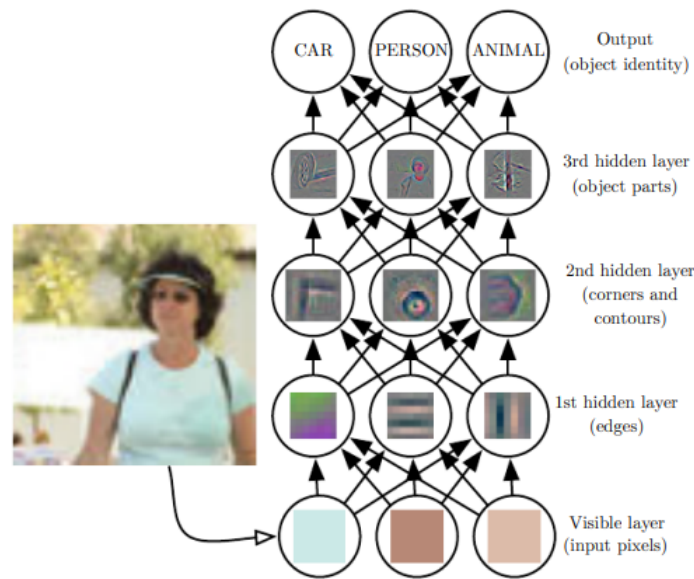 CAR PERSON ANIMAL
Output
(object identity)
3rd hidden layer
(object parts)
2nd hidden layer
(corners and
contours)
1st hidden layer
(edges)
Visible layer
(input pixels)